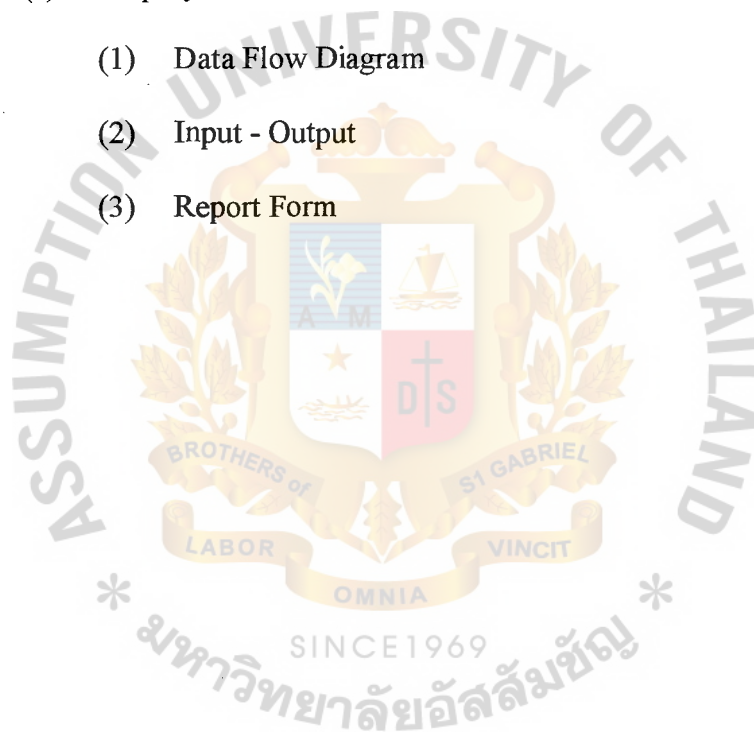 (1) Data Flow Diagram
(2) Input - Output
(3) Report Form
ASSUMPTION UNIVERSITY OF THAILAND
A M
D S
BROTHERS of S1 GABRIEL
LABOR VINCIT
OMNIA
SINCE1969
* มหาวิทยาลัยอัสสัมชัญ *